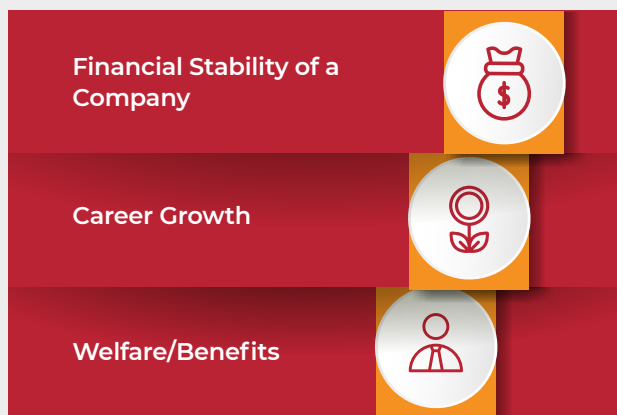 Financial Stability of a
Company
$
Career Growth
Welfare/Benefits